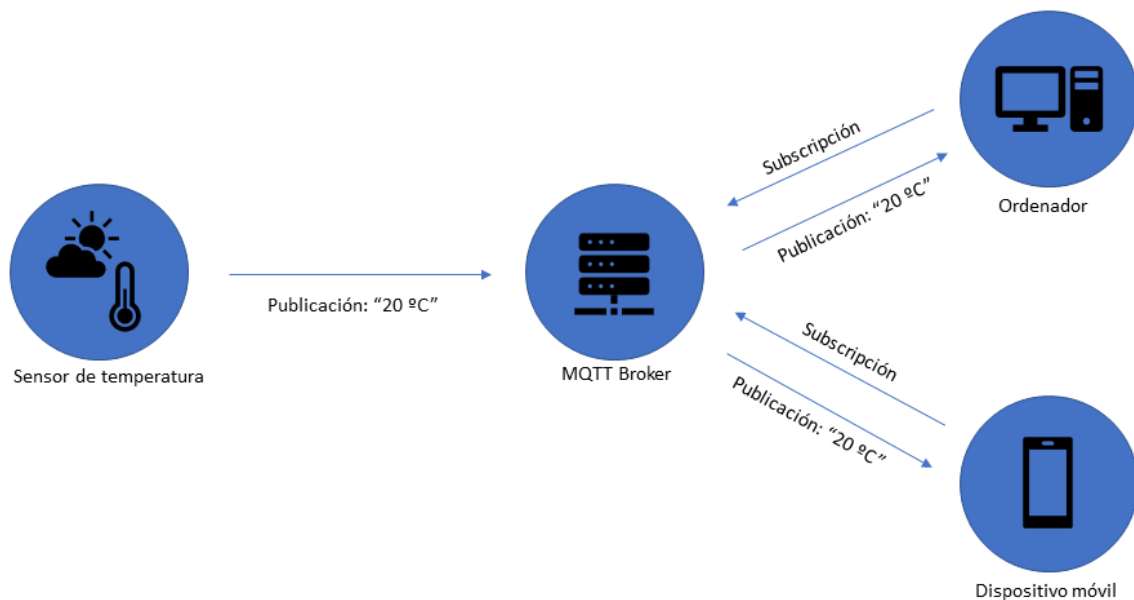 Subscripción
Publicación: “20 ºC”
Ordenador
Publicación: “20 ºC”
Sensor de temperatura
MQTT Broker
Subscripción
Publicación: “20 ºC”
Dispositivo móvil